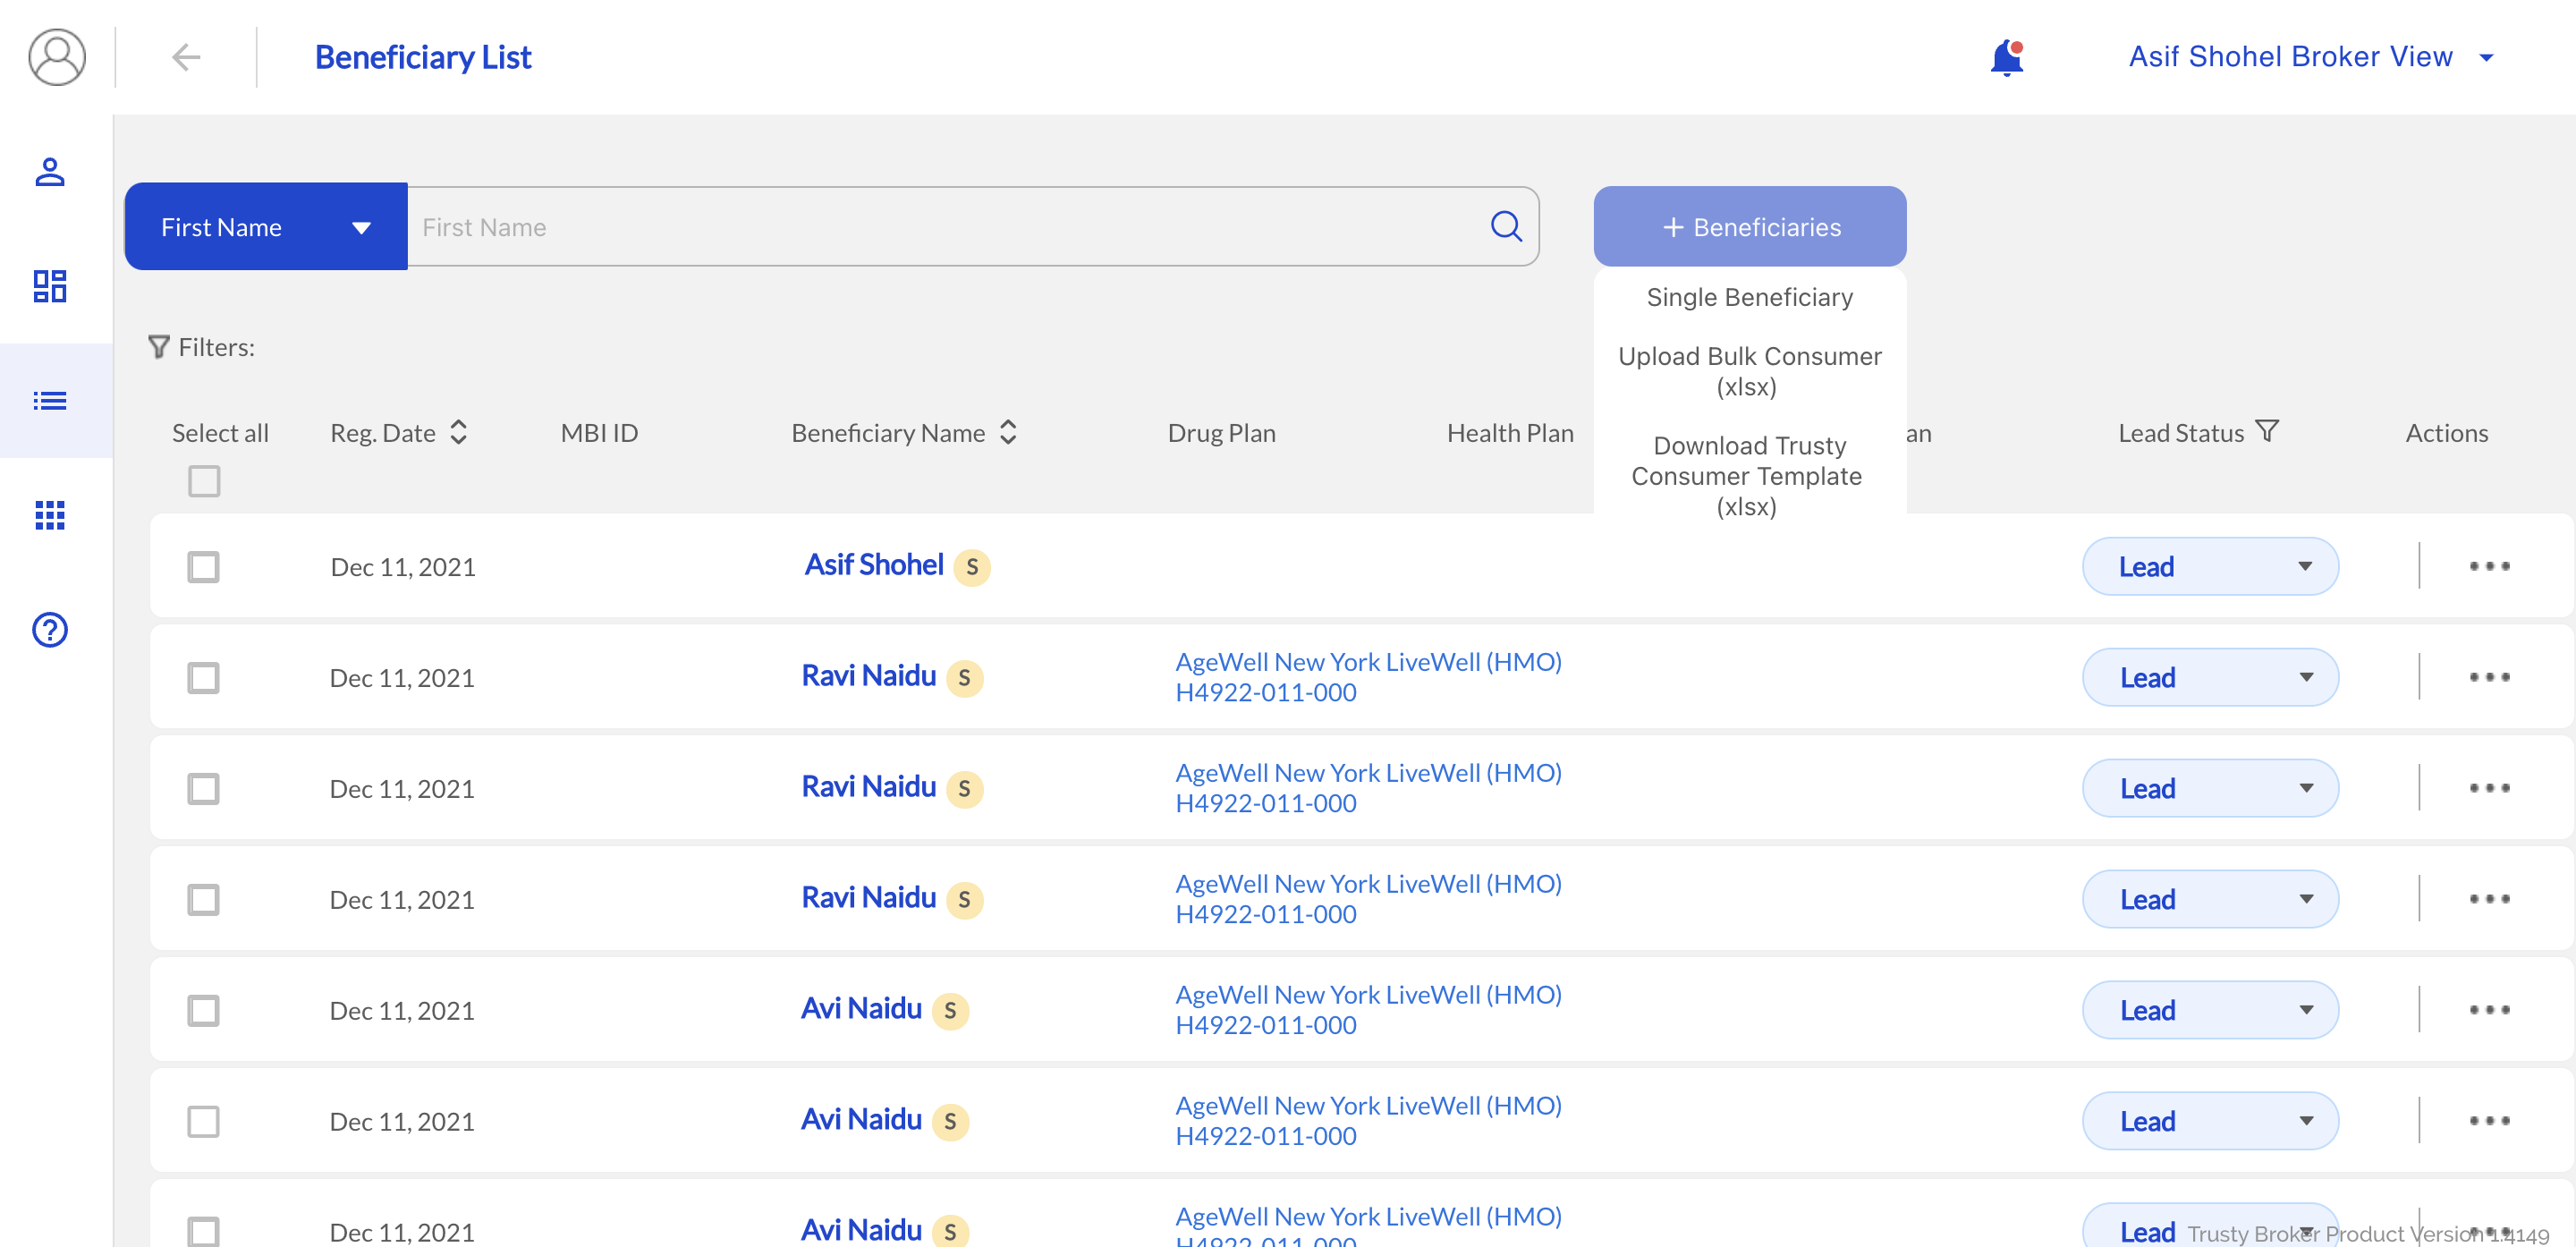 Beneficiary List
Asif Shohel Broker View
First Name
First Name
+ Beneficiaries
Single Beneficiary
Upload Bulk Consumer
(xlsx)
Download Trusty
Consumer Template
(xlsx)
Filters:
Select all
Reg. Date
MBI ID
Beneficiary Name
Drug Plan
Health Plan
an
Lead Status
Actions
Dec 11, 2021
Asif Shohel S
Lead
Dec 11, 2021
Ravi Naidu S
AgeWell New York LiveWell (HMO)
H4922-011-000
Lead
Dec 11, 2021
Ravi Naidu S
AgeWell New York LiveWell (HMO)
H4922-011-000
Lead
Dec 11, 2021
Ravi Naidu S
AgeWell New York LiveWell (HMO)
H4922-011-000
Lead
Dec 11, 2021
Avi Naidu S
AgeWell New York LiveWell (HMO)
H4922-011-000
Lead
Dec 11, 2021
Avi Naidu S
AgeWell New York LiveWell (HMO)
H4922-011-000
Lead
Dec 11, 2021
Avi Naidu S
AgeWell New York LiveWell (HMO)
H4922-011-000
Lead
Trusty Broker Product Version 1.4149